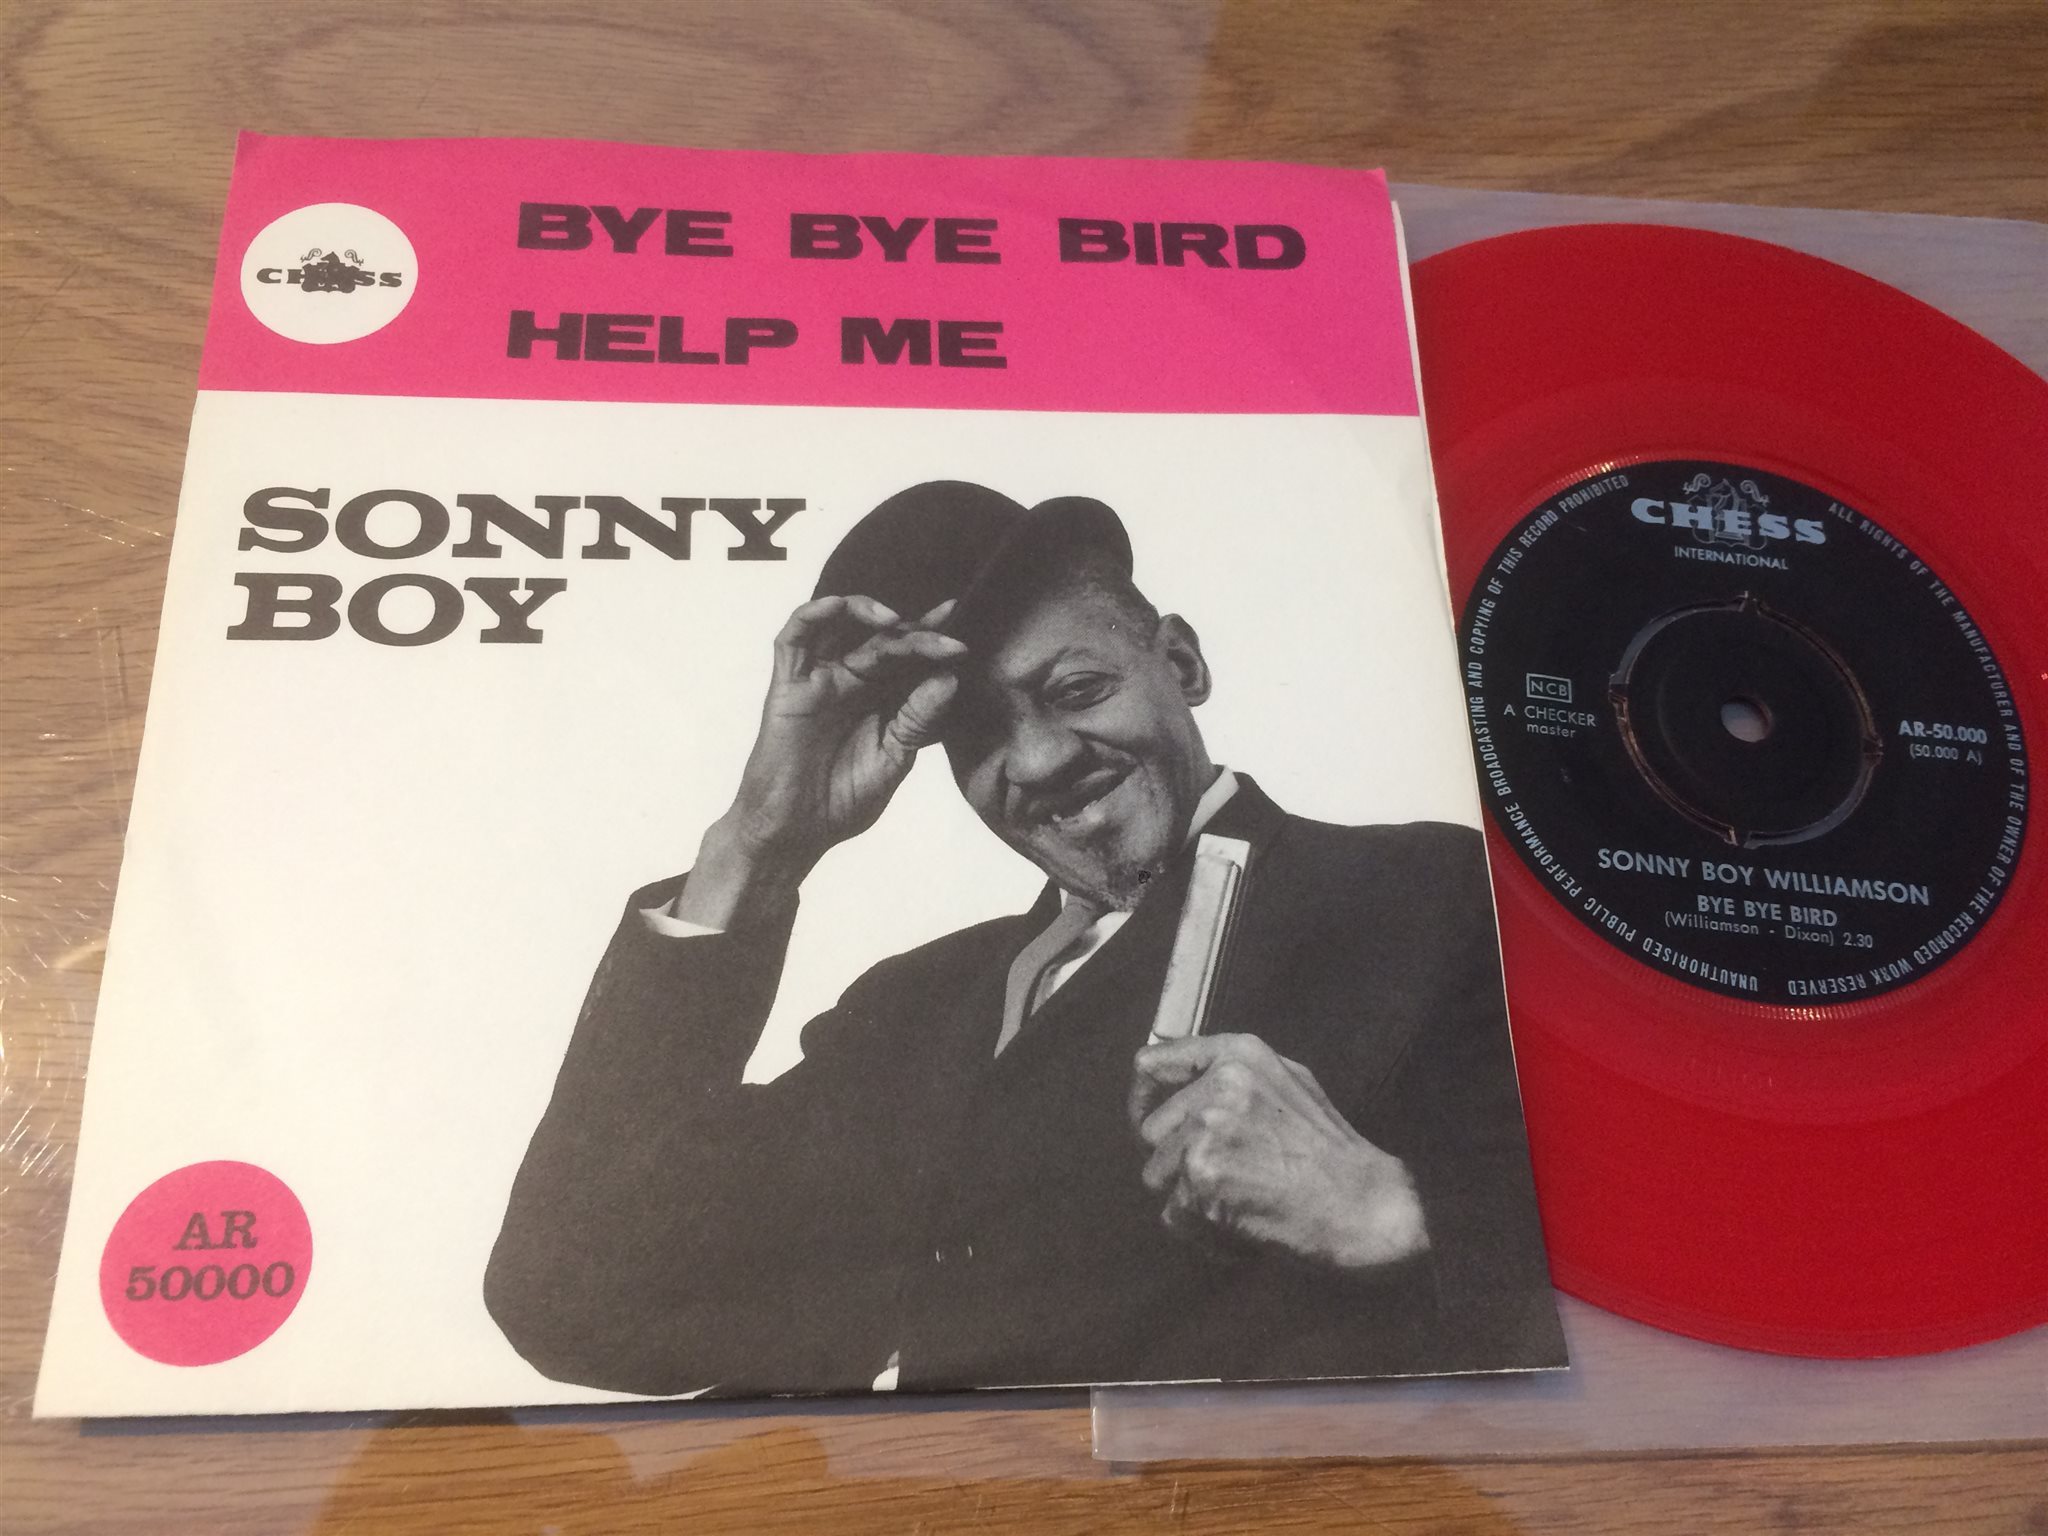 CHESS
BYE BYE BIRD
HELP ME
SONNY
BOY
AR
50000
CHESS
INTERNATIONAL
NCB
A CHECKER
master
AR-50.000
(50.000 A)
SONNY BOY WILLIAMSON
BYE BYE BIRD
(Williamson - Dixon) 2.30
ALL RIGHTS OF THE MANUFACTURER AND OF THE OWNER OF THE RECORDED WORK RESERVED
UNAUTHORISED PUBLIC PERFORMANCE BROADCASTING AND COPYING OF THIS RECORD PROHIBITED